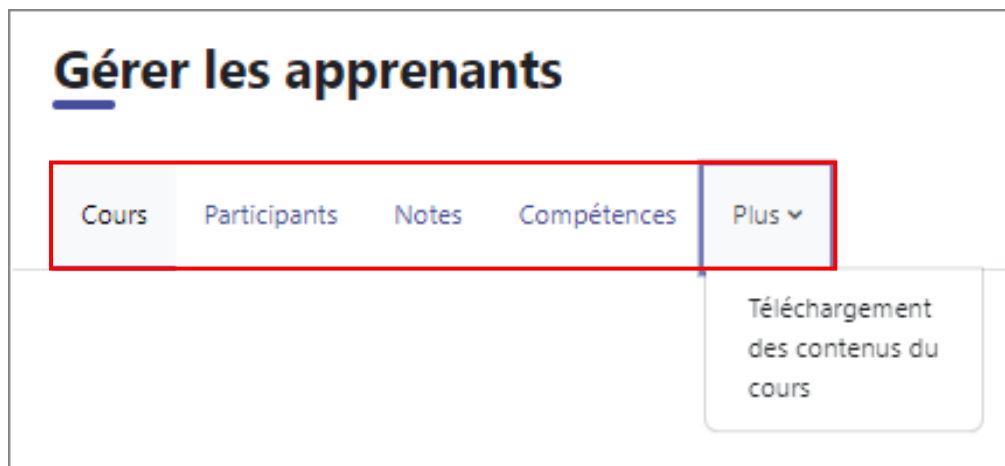 Gérer les apprenants
Cours Participants Notes Compétences Plus
Téléchargement
des contenus du
cours